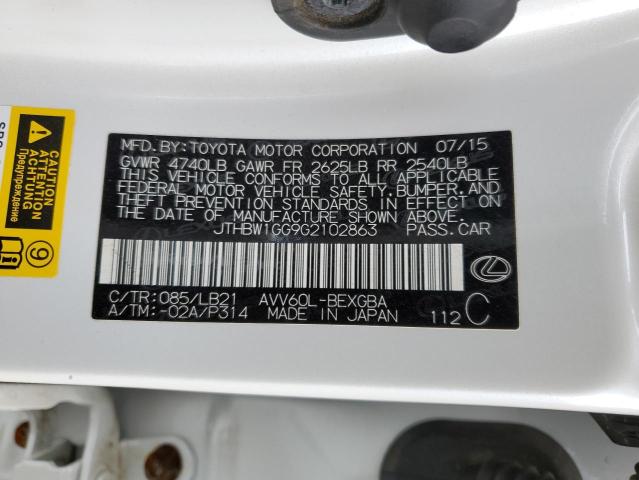 MFD. BY: TOYOTA MOTOR CORPORATION 07/15
GVWR 4740LB GAWR FR 2625LB RR 2540LB
THIS VEHICLE CONFORMS TO ALL APPLICABLE
FEDERAL MOTOR VEHICLE SAFETY, BUMPER, AND
THEFT PREVENTION STANDARDS IN EFFECT ON
THE DATE OF MANUFACTURE SHOWN ABOVE.
JTHBW1GG9G2102863 PASS. CAR
C/TR: 085/LB21 AVV60L-BEXGBA
A/TM: -02A/P314 MADE IN JAPAN 112 C
CAUTION
ATTENTION
ACHTUNG
Предупреждение
9